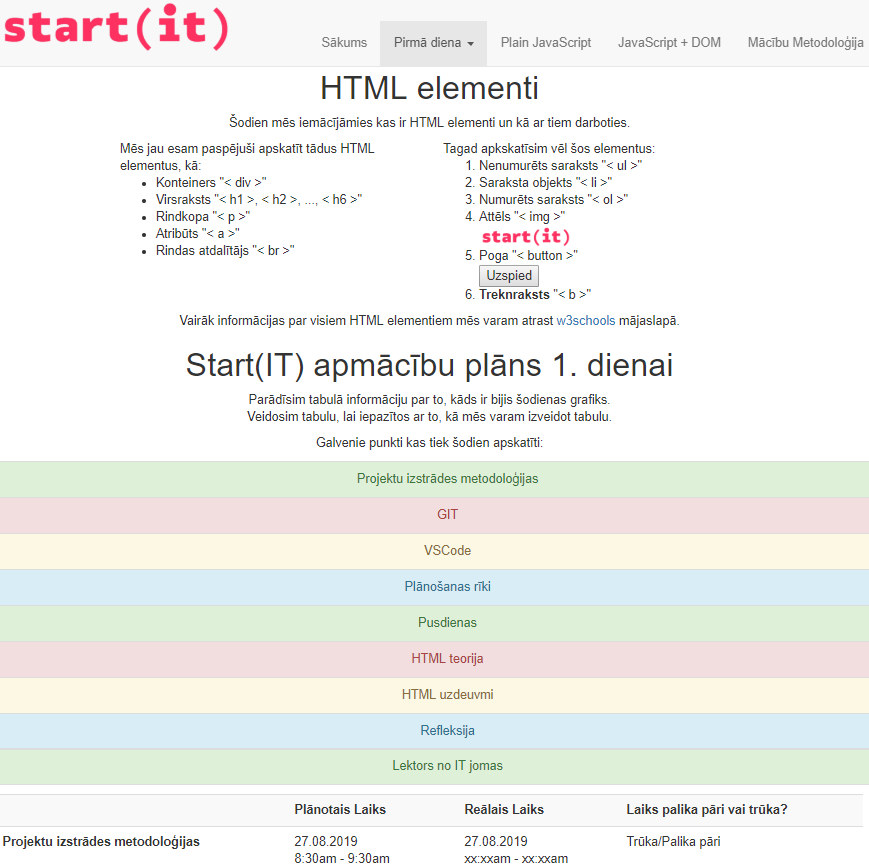 start(it)
Sākums Pirmā diena Plain JavaScript JavaScript + DOM Mācību Metodoloģija
HTML elementi
Šodien mēs iemācījāmies kas ir HTML elementi un kā ar tiem darboties.
Mēs jau esam paspējuši apskatīt tādus HTML
elementus, kā:
Konteiners "< div >"
Virsraksts "< h1 >, < h2 >, ..., < h6 >"
Rindkopa "< p >"
Atribūts "< a >"
Rindas atdalītājs "< br >"
Tagad apkskatīsim vēl šos elementus:
1. Nenumurēts saraksts "< ul >"
2. Saraksta objekts "< li >"
3. Numurēts saraksts "< ol >"
4. Attēls "< img >"
start(it)
5. Poga "< button >"
Uzspied
6. Treknraksts "< b >"
Vairāk informācijas par visiem HTML elementiem mēs varam atrast w3schools mājaslapā.
Start(IT) apmācību plāns 1. dienai
Parādīsim tabulā informāciju par to, kāds ir bijis šodienas grafiks.
Veidosim tabulu, lai iepazītos ar to, kā mēs varam izveidot tabulu.
Galvenie punkti kas tiek šodien apskatīti:
Projektu izstrādes metodoloģijas
GIT
VSCode
Plānošanas rīki
Pusdienas
HTML teorija
HTML uzdeuvmi
Refleksija
Lektors no IT jomas
Plānotais Laiks Reālais Laiks Laiks palika pāri vai trūka?
Projektu izstrādes metodoloģijas 27.08.2019 27.08.2019 Trūka/Palika pāri
8:30am - 9:30am xx:xxam - xx:xxam